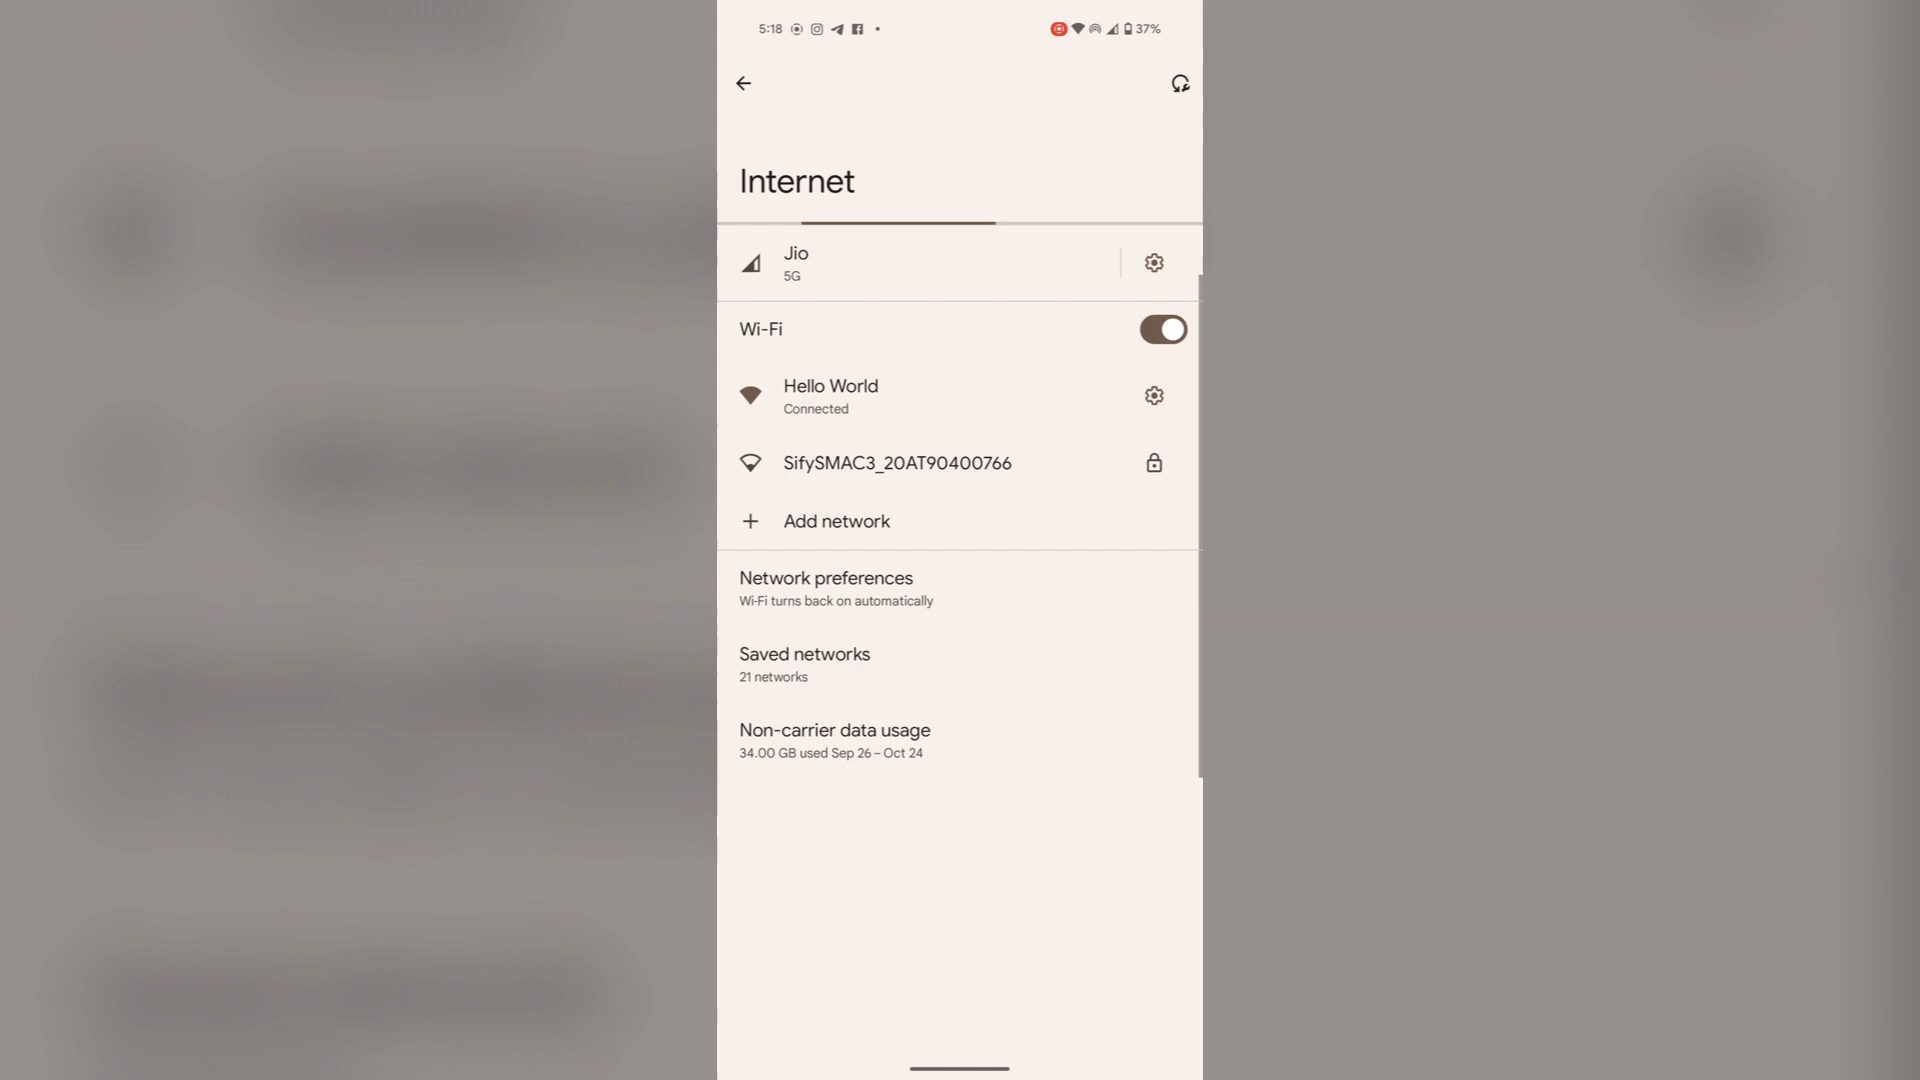 5:18
37%
Internet
Jio
5G
Wi-Fi
Hello World
Connected
SifySMAC3_20AT90400766
Add network
Network preferences
Wi-Fi turns back on automatically
Saved networks
21 networks
Non-carrier data usage
34.00 GB used Sep 26 – Oct 24